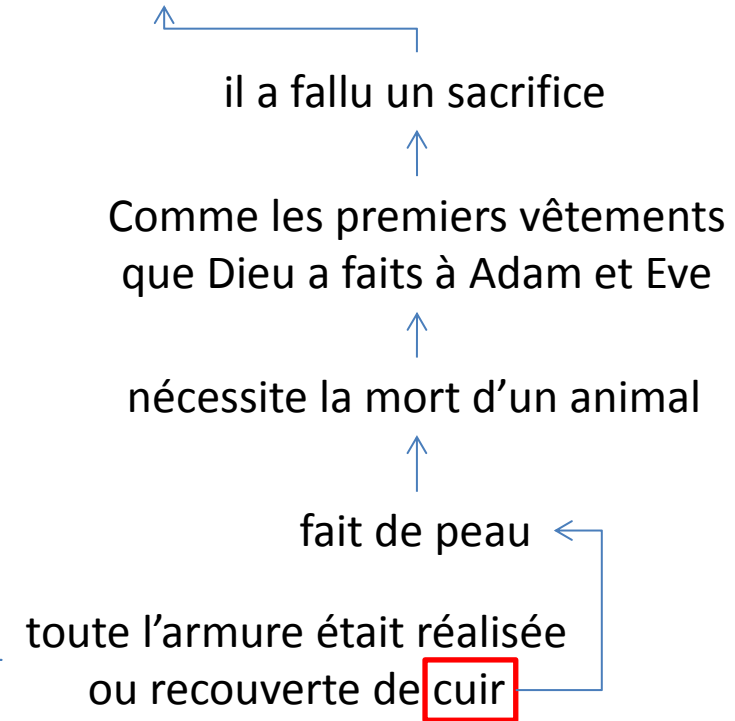 il a fallu un sacrifice
Comme les premiers vêtements
que Dieu a faits à Adam et Eve
nécessite la mort d’un animal
fait de peau
toute l’armure était réalisée
ou recouverte de cuir